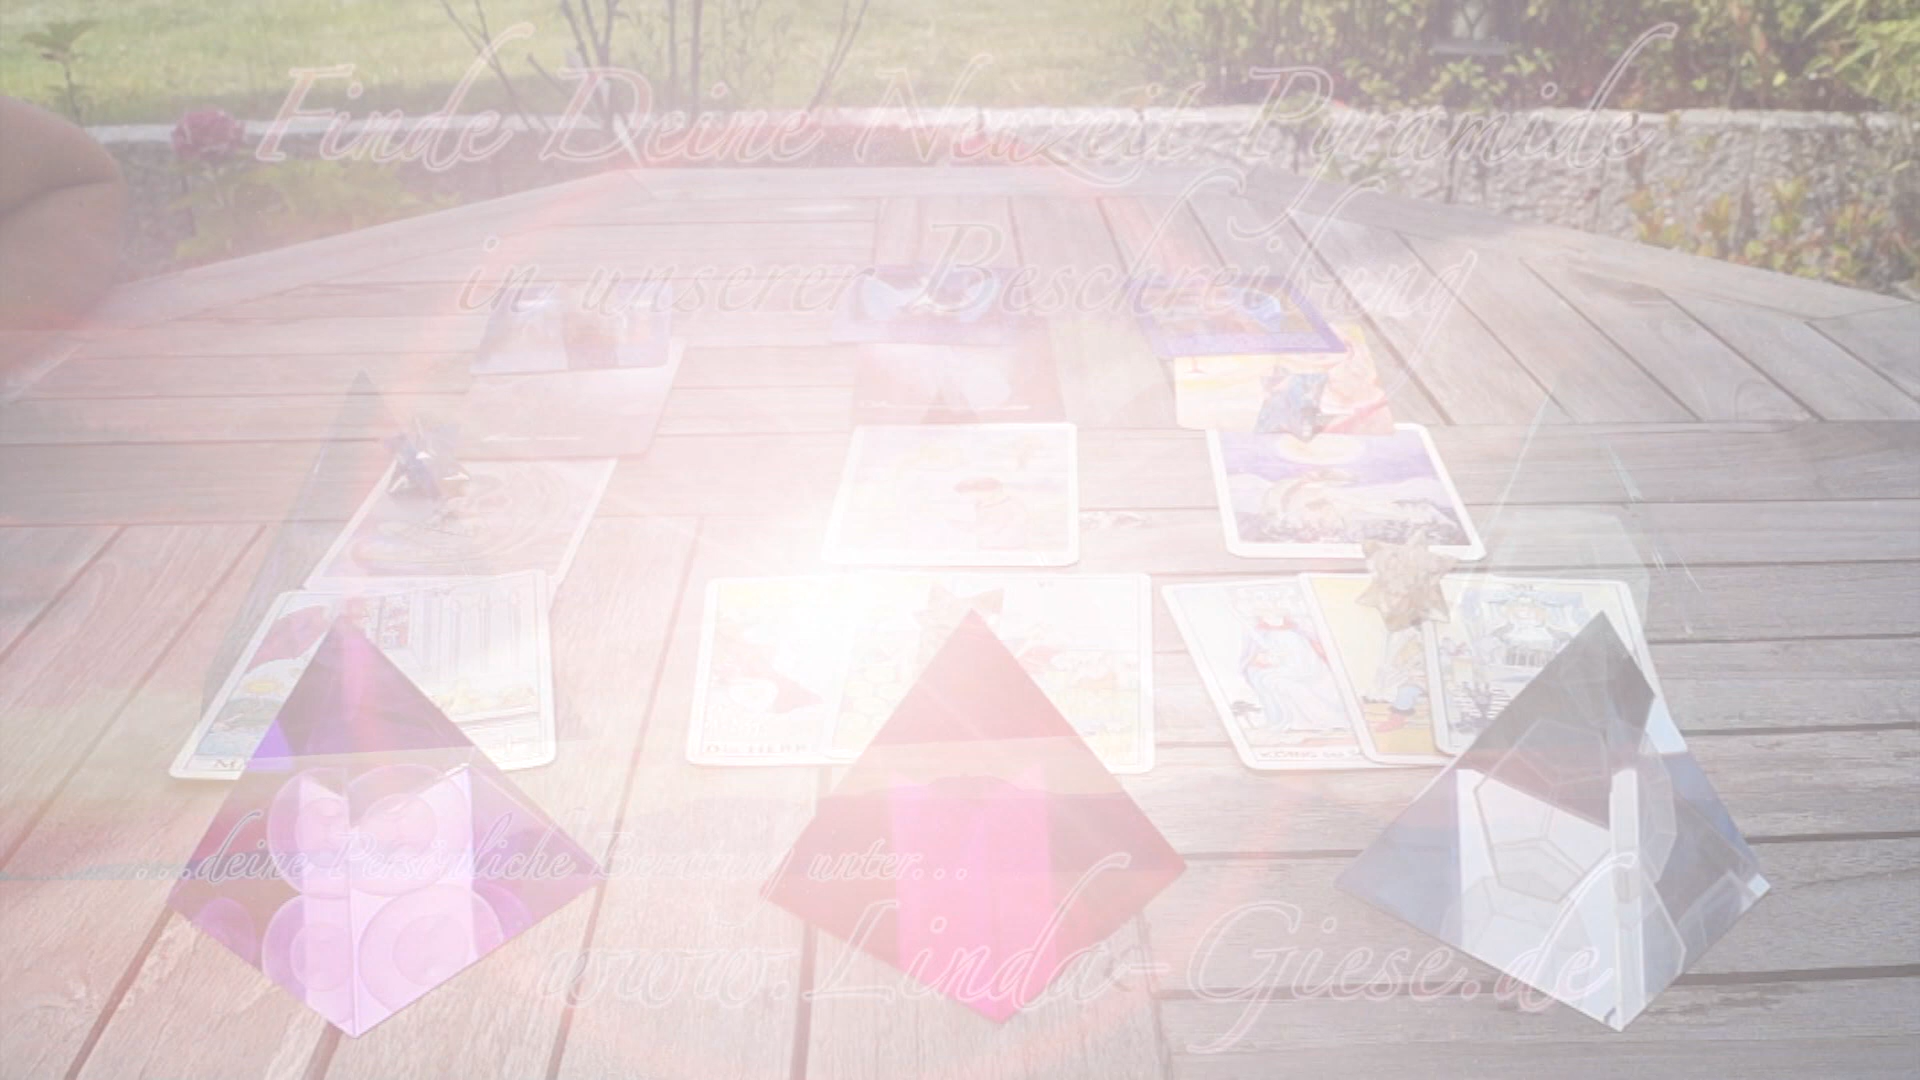 Finde Deine Neuzeit Pyramide
in unserer Beschreibung
....deine Persönliche Beratung unter...
www.Linda-Giese.de